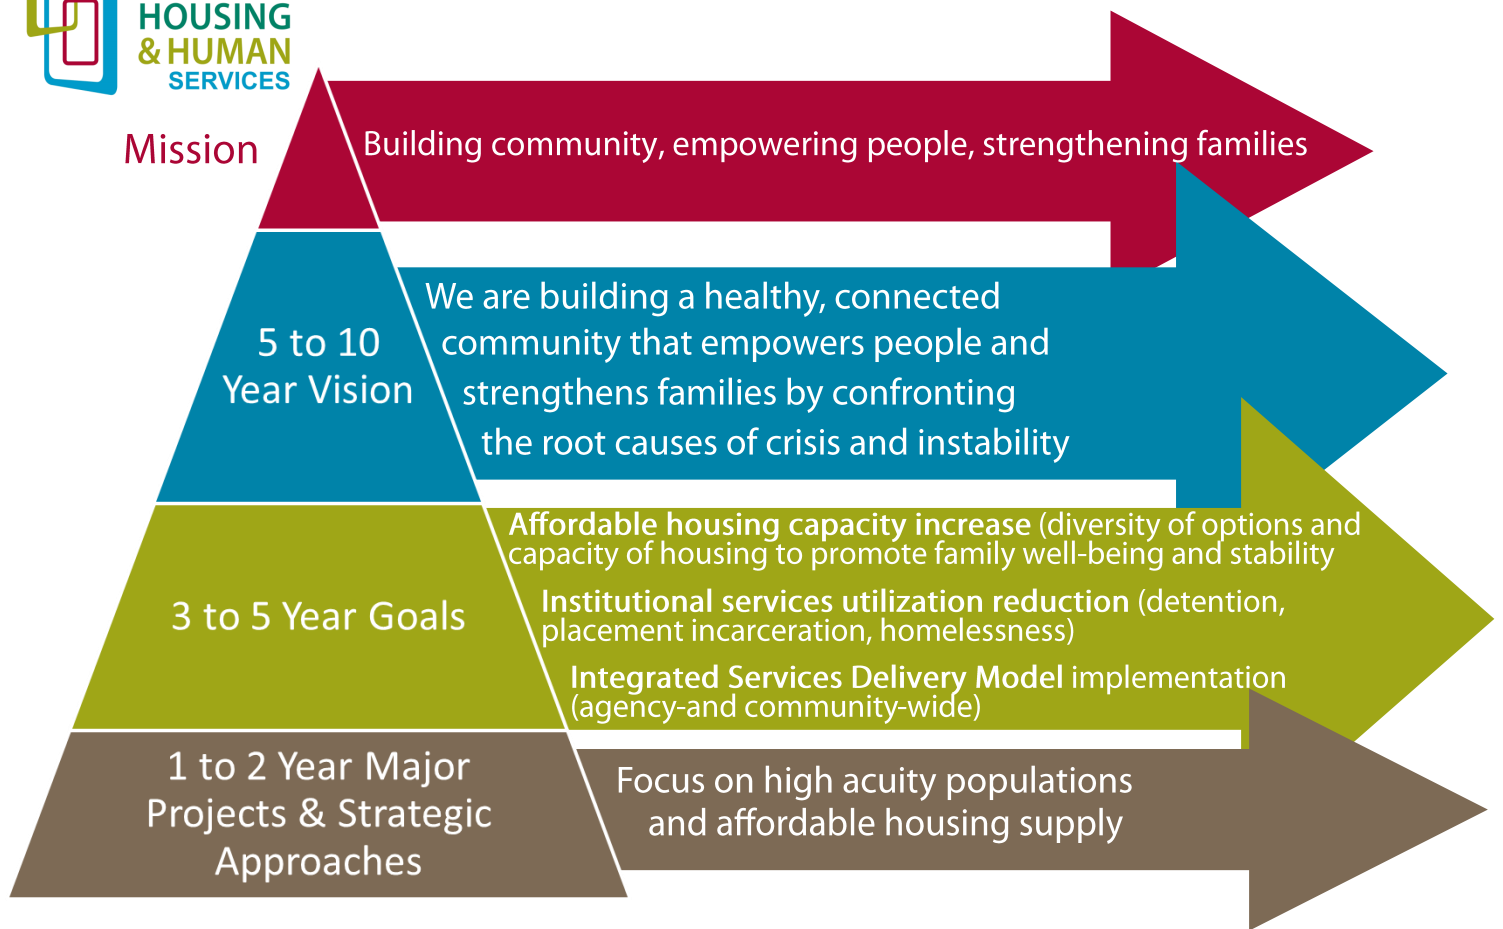 HOUSING
& HUMAN
SERVICES
Mission
Building community, empowering people, strengthening families
5 to 10
Year Vision
We are building a healthy, connected
community that empowers people and
strengthens families by confronting
the root causes of crisis and instability
3 to 5 Year Goals
Affordable housing capacity increase (diversity of options and
capacity of housing to promote family well-being and stability
Institutional services utilization reduction (detention,
placement incarceration, homelessness)
Integrated Services Delivery Model implementation
(agency-and community-wide)
1 to 2 Year Major
Projects & Strategic
Approaches
Focus on high acuity populations
and affordable housing supply